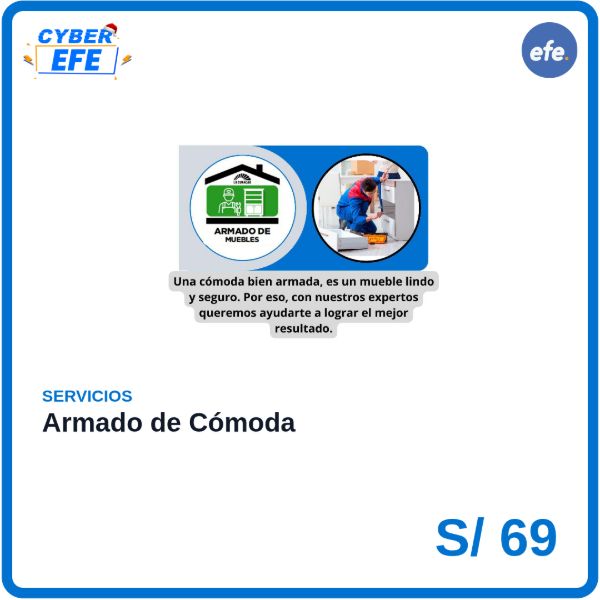 CYBER
EFE
efe.
ARMADO DE
MUEBLES
Una cómoda bien armada, es un mueble lindo
y seguro. Por eso, con nuestros expertos
queremos ayudarte a lograr el mejor
resultado.
SERVICIOS
Armado de Cómoda
S/ 69